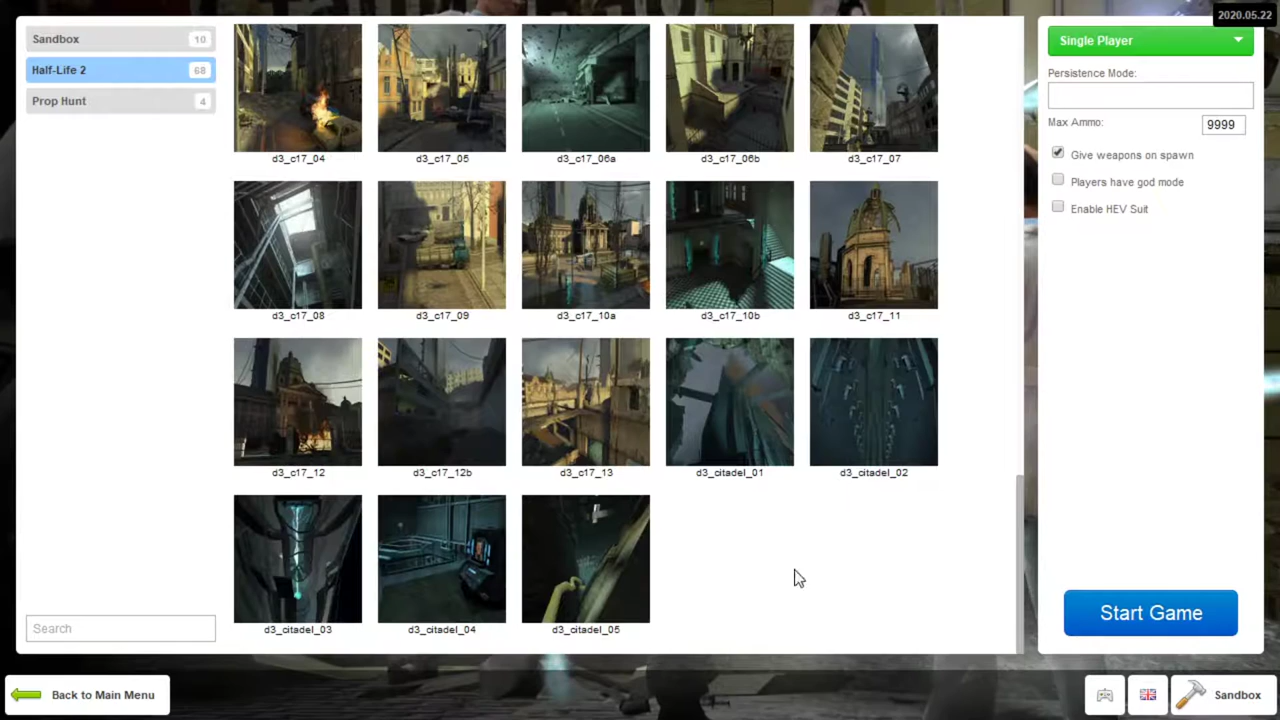 2020.05.22
Sandbox 10
Half-Life 2 68
Prop Hunt 4
Search
d3_c17_04 d3_c17_05 d3_c17_06a d3_c17_06b d3_c17_07
d3_c17_08 d3_c17_09 d3_c17_10a d3_c17_10b d3_c17_11
d3_c17_12 d3_c17_12b d3_c17_13 d3_citadel_01 d3_citadel_02
d3_citadel_03 d3_citadel_04 d3_citadel_05
Single Player
Persistence Mode:
Max Ammo: 9999
Give weapons on spawn
Players have god mode
Enable HEV Suit
Start Game
Back to Main Menu
Sandbox